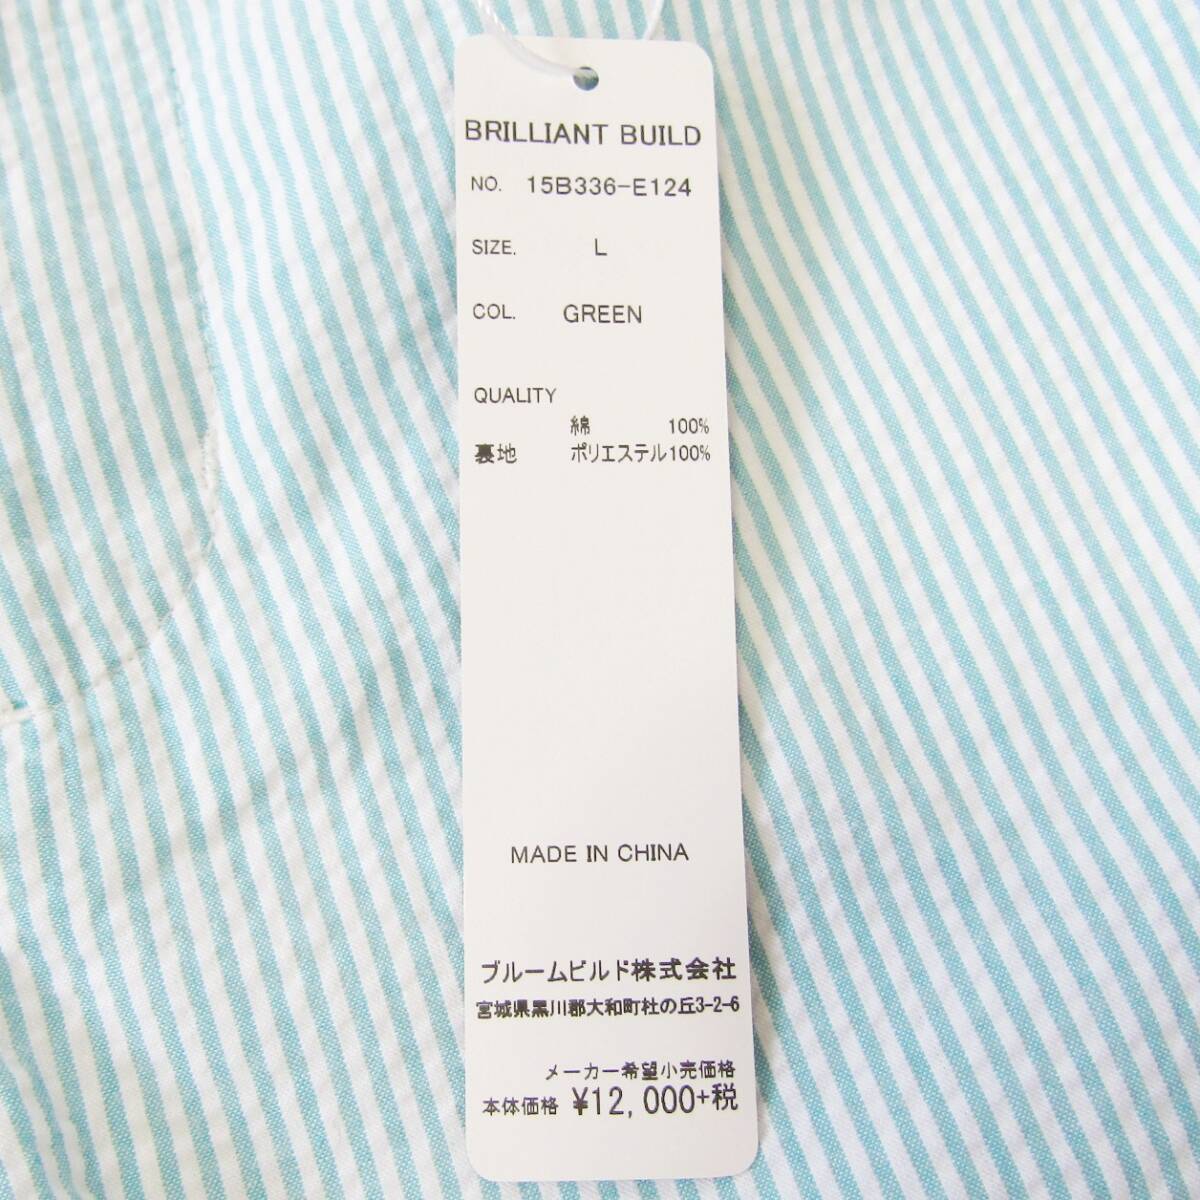 BRILLIANT BUILD
NO. 15B336-E124
SIZE. L
COL. GREEN
QUALITY
綿 100%
裏地 ポリエステル100%
MADE IN CHINA
ブルームビルド株式会社
宮城県黒川郡大和町杜の丘3-2-6
メーカー希望小売価格
本体価格 ¥12,000+税